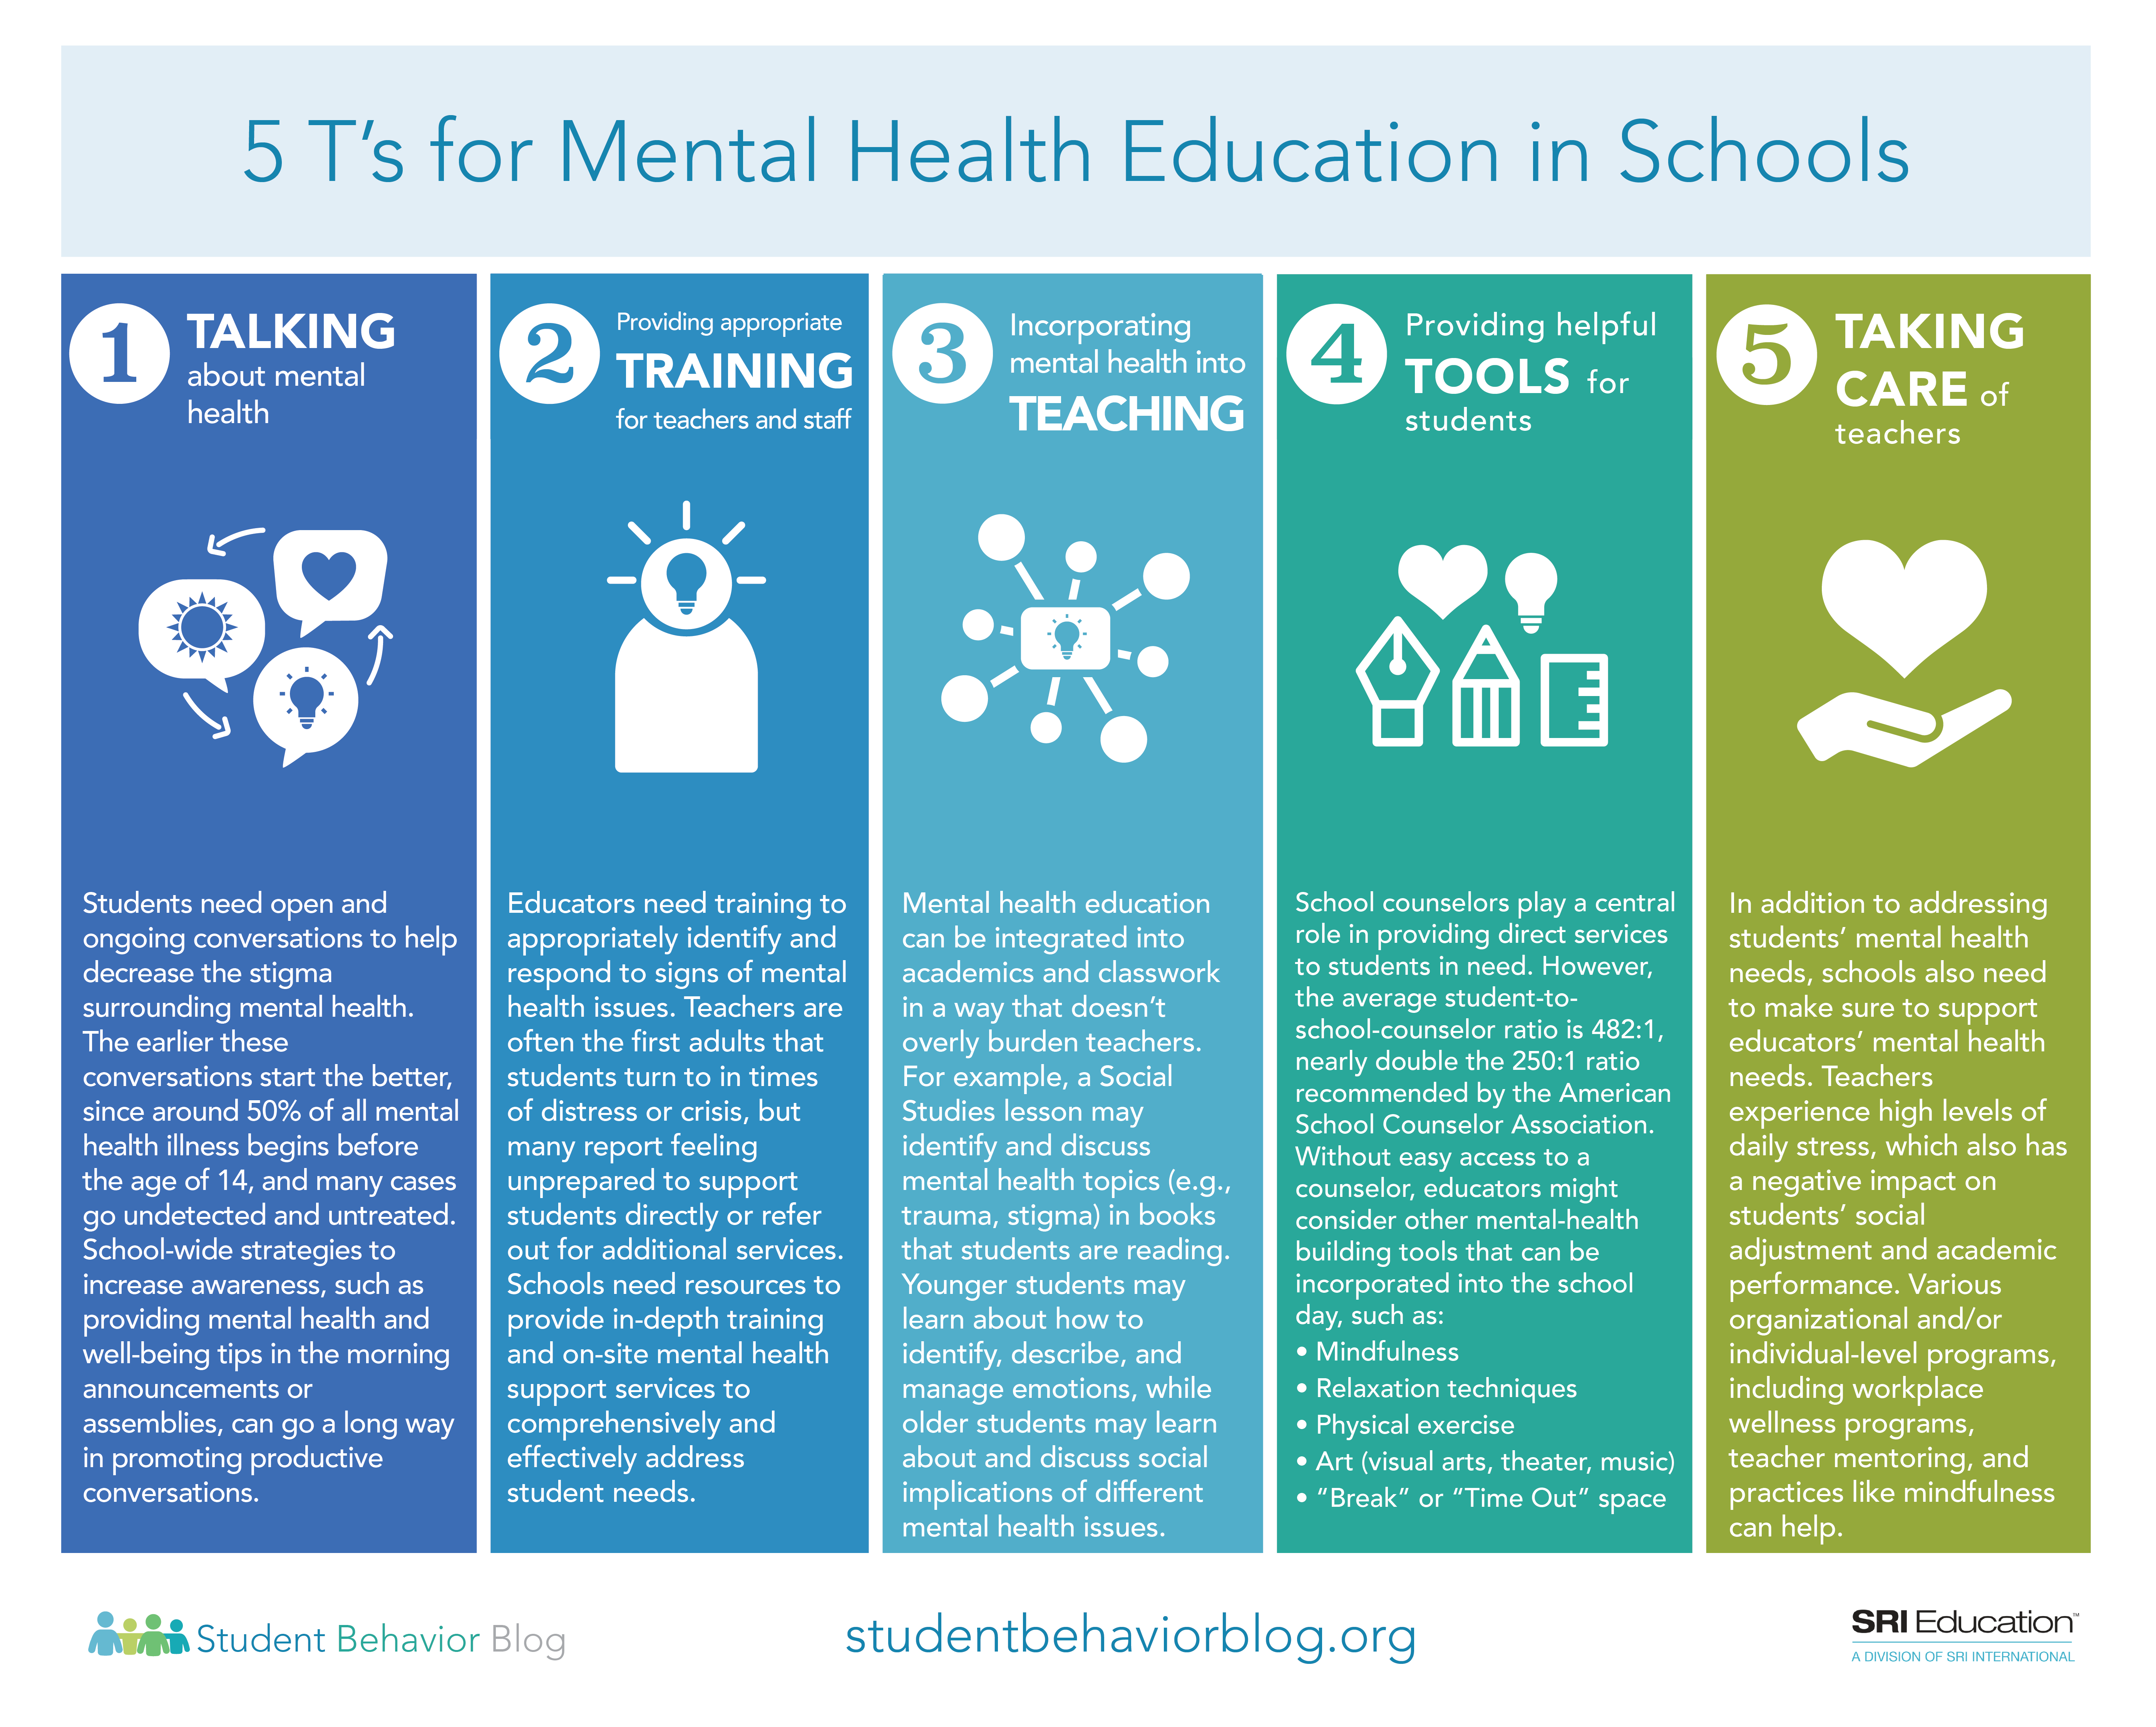 5 T’s for Mental Health Education in Schools
1
TALKING
about mental
health
Students need open and
ongoing conversations to help
decrease the stigma
surrounding mental health.
The earlier these
conversations start the better,
since around 50% of all mental
health illness begins before
the age of 14, and many cases
go undetected and untreated.
School-wide strategies to
increase awareness, such as
providing mental health and
well-being tips in the morning
announcements or
assemblies, can go a long way
in promoting productive
conversations.
2
Providing appropriate
TRAINING
for teachers and staff
Educators need training to
appropriately identify and
respond to signs of mental
health issues. Teachers are
often the first adults that
students turn to in times
of distress or crisis, but
many report feeling
unprepared to support
students directly or refer
out for additional services.
Schools need resources to
provide in-depth training
and on-site mental health
support services to
comprehensively and
effectively address
student needs.
3
Incorporating
mental health into
TEACHING
Mental health education
can be integrated into
academics and classwork
in a way that doesn’t
overly burden teachers.
For example, a Social
Studies lesson may
identify and discuss
mental health topics (e.g.,
trauma, stigma) in books
that students are reading.
Younger students may
learn about how to
identify, describe, and
manage emotions, while
older students may learn
about and discuss social
implications of different
mental health issues.
4
Providing helpful
TOOLS for
students
School counselors play a central
role in providing direct services
to students in need. However,
the average student-to-
school-counselor ratio is 482:1,
nearly double the 250:1 ratio
recommended by the American
School Counselor Association.
Without easy access to a
counselor, educators might
consider other mental-health
building tools that can be
incorporated into the school
day, such as:
• Mindfulness
• Relaxation techniques
• Physical exercise
• Art (visual arts, theater, music)
• “Break” or “Time Out” space
5
TAKING
CARE of
teachers
In addition to addressing
students’ mental health
needs, schools also need
to make sure to support
educators’ mental health
needs. Teachers
experience high levels of
daily stress, which also has
a negative impact on
students’ social
adjustment and academic
performance. Various
organizational and/or
individual-level programs,
including workplace
wellness programs,
teacher mentoring, and
practices like mindfulness
can help.
Student Behavior Blog
studentbehaviorblog.org
SRI Education™
A DIVISION OF SRI INTERNATIONAL